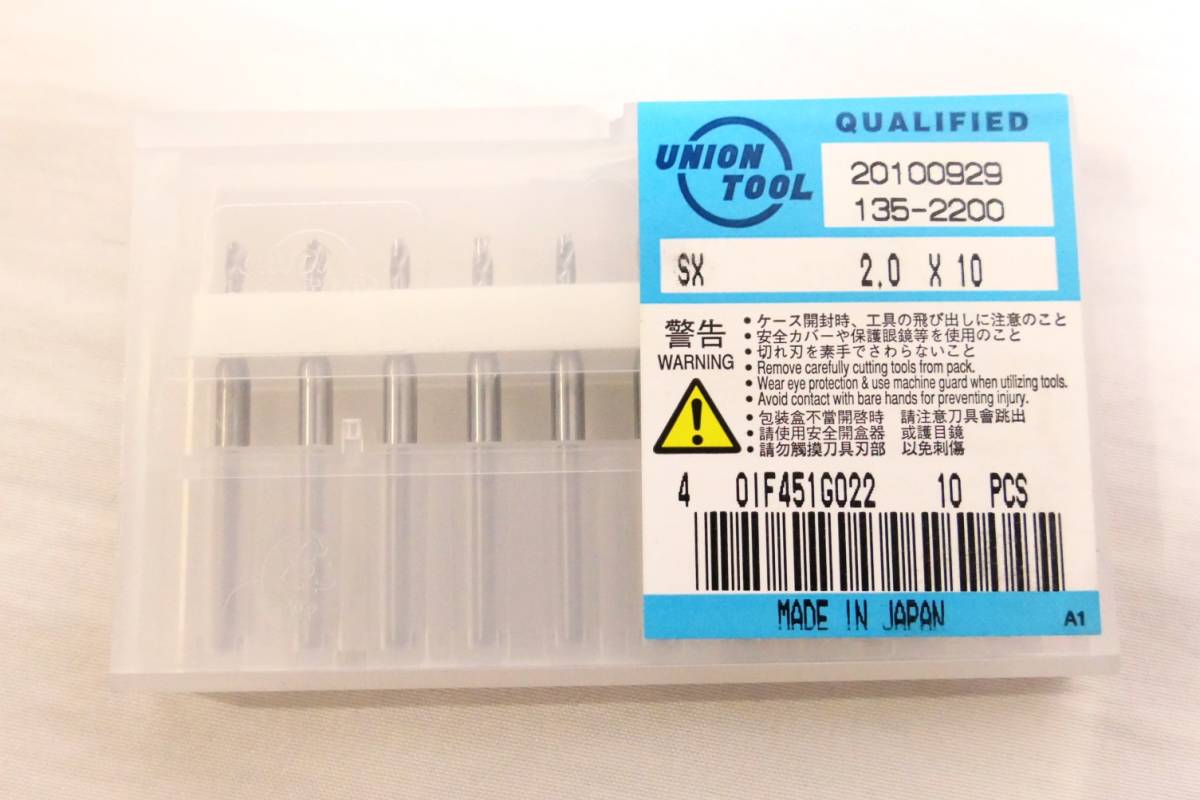 UNION TOOL
QUALIFIED
20100929
135-2200
SX 2.0 X 10
警告
WARNING
・ケース開封時、工具の飛び出しに注意のこと
・安全カバーや保護眼鏡等を使用のこと
・切れ刃を素手でさわらないこと
・Remove carefully cutting tools from pack.
・Wear eye protection & use machine guard when utilizing tools.
・Avoid contact with bare hands for preventing injury.
・包装盒不當開啓時 請注意刀具會跳出
・請使用安全開盒器 或護目鏡
・請勿觸摸刀具刃部 以免刺傷
4 01F451G022 10 PCS
MADE IN JAPAN
A1